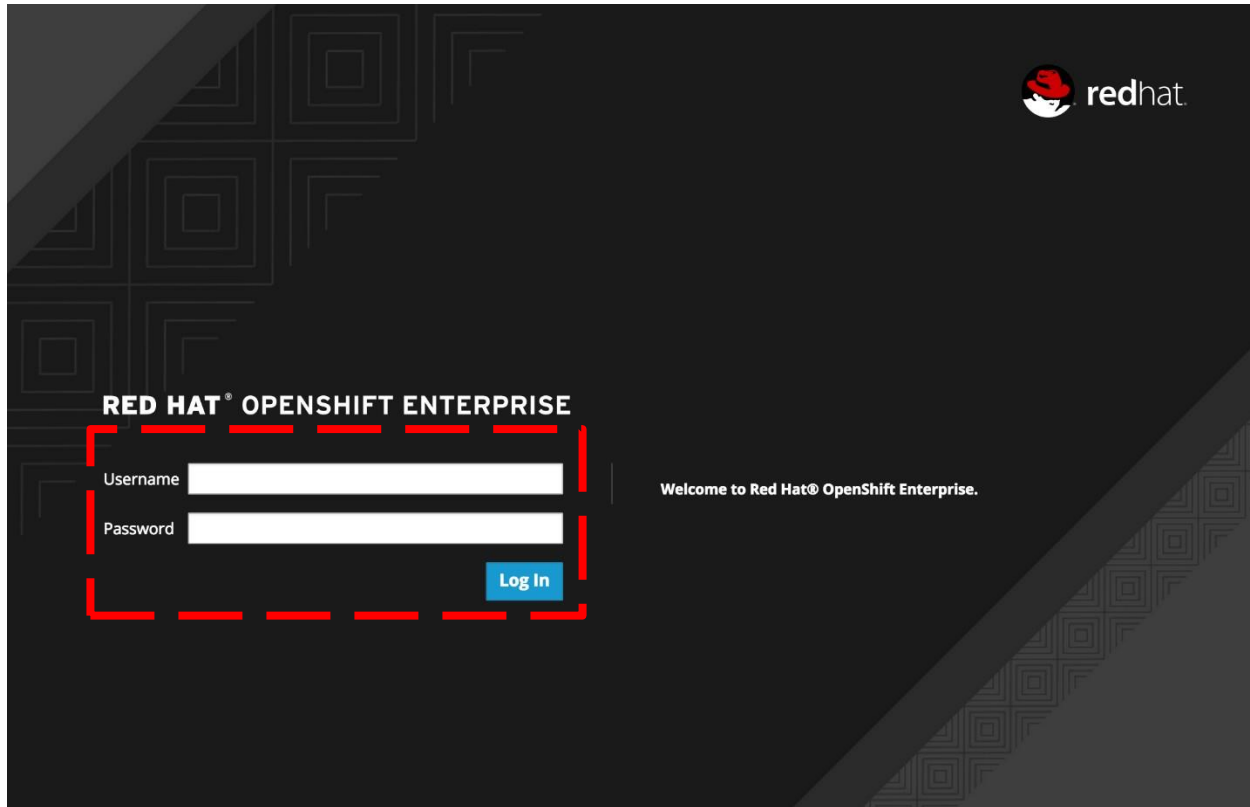 redhat.
RED HAT® OPENSHIFT ENTERPRISE
Username
Password
Log In
Welcome to Red Hat® OpenShift Enterprise.